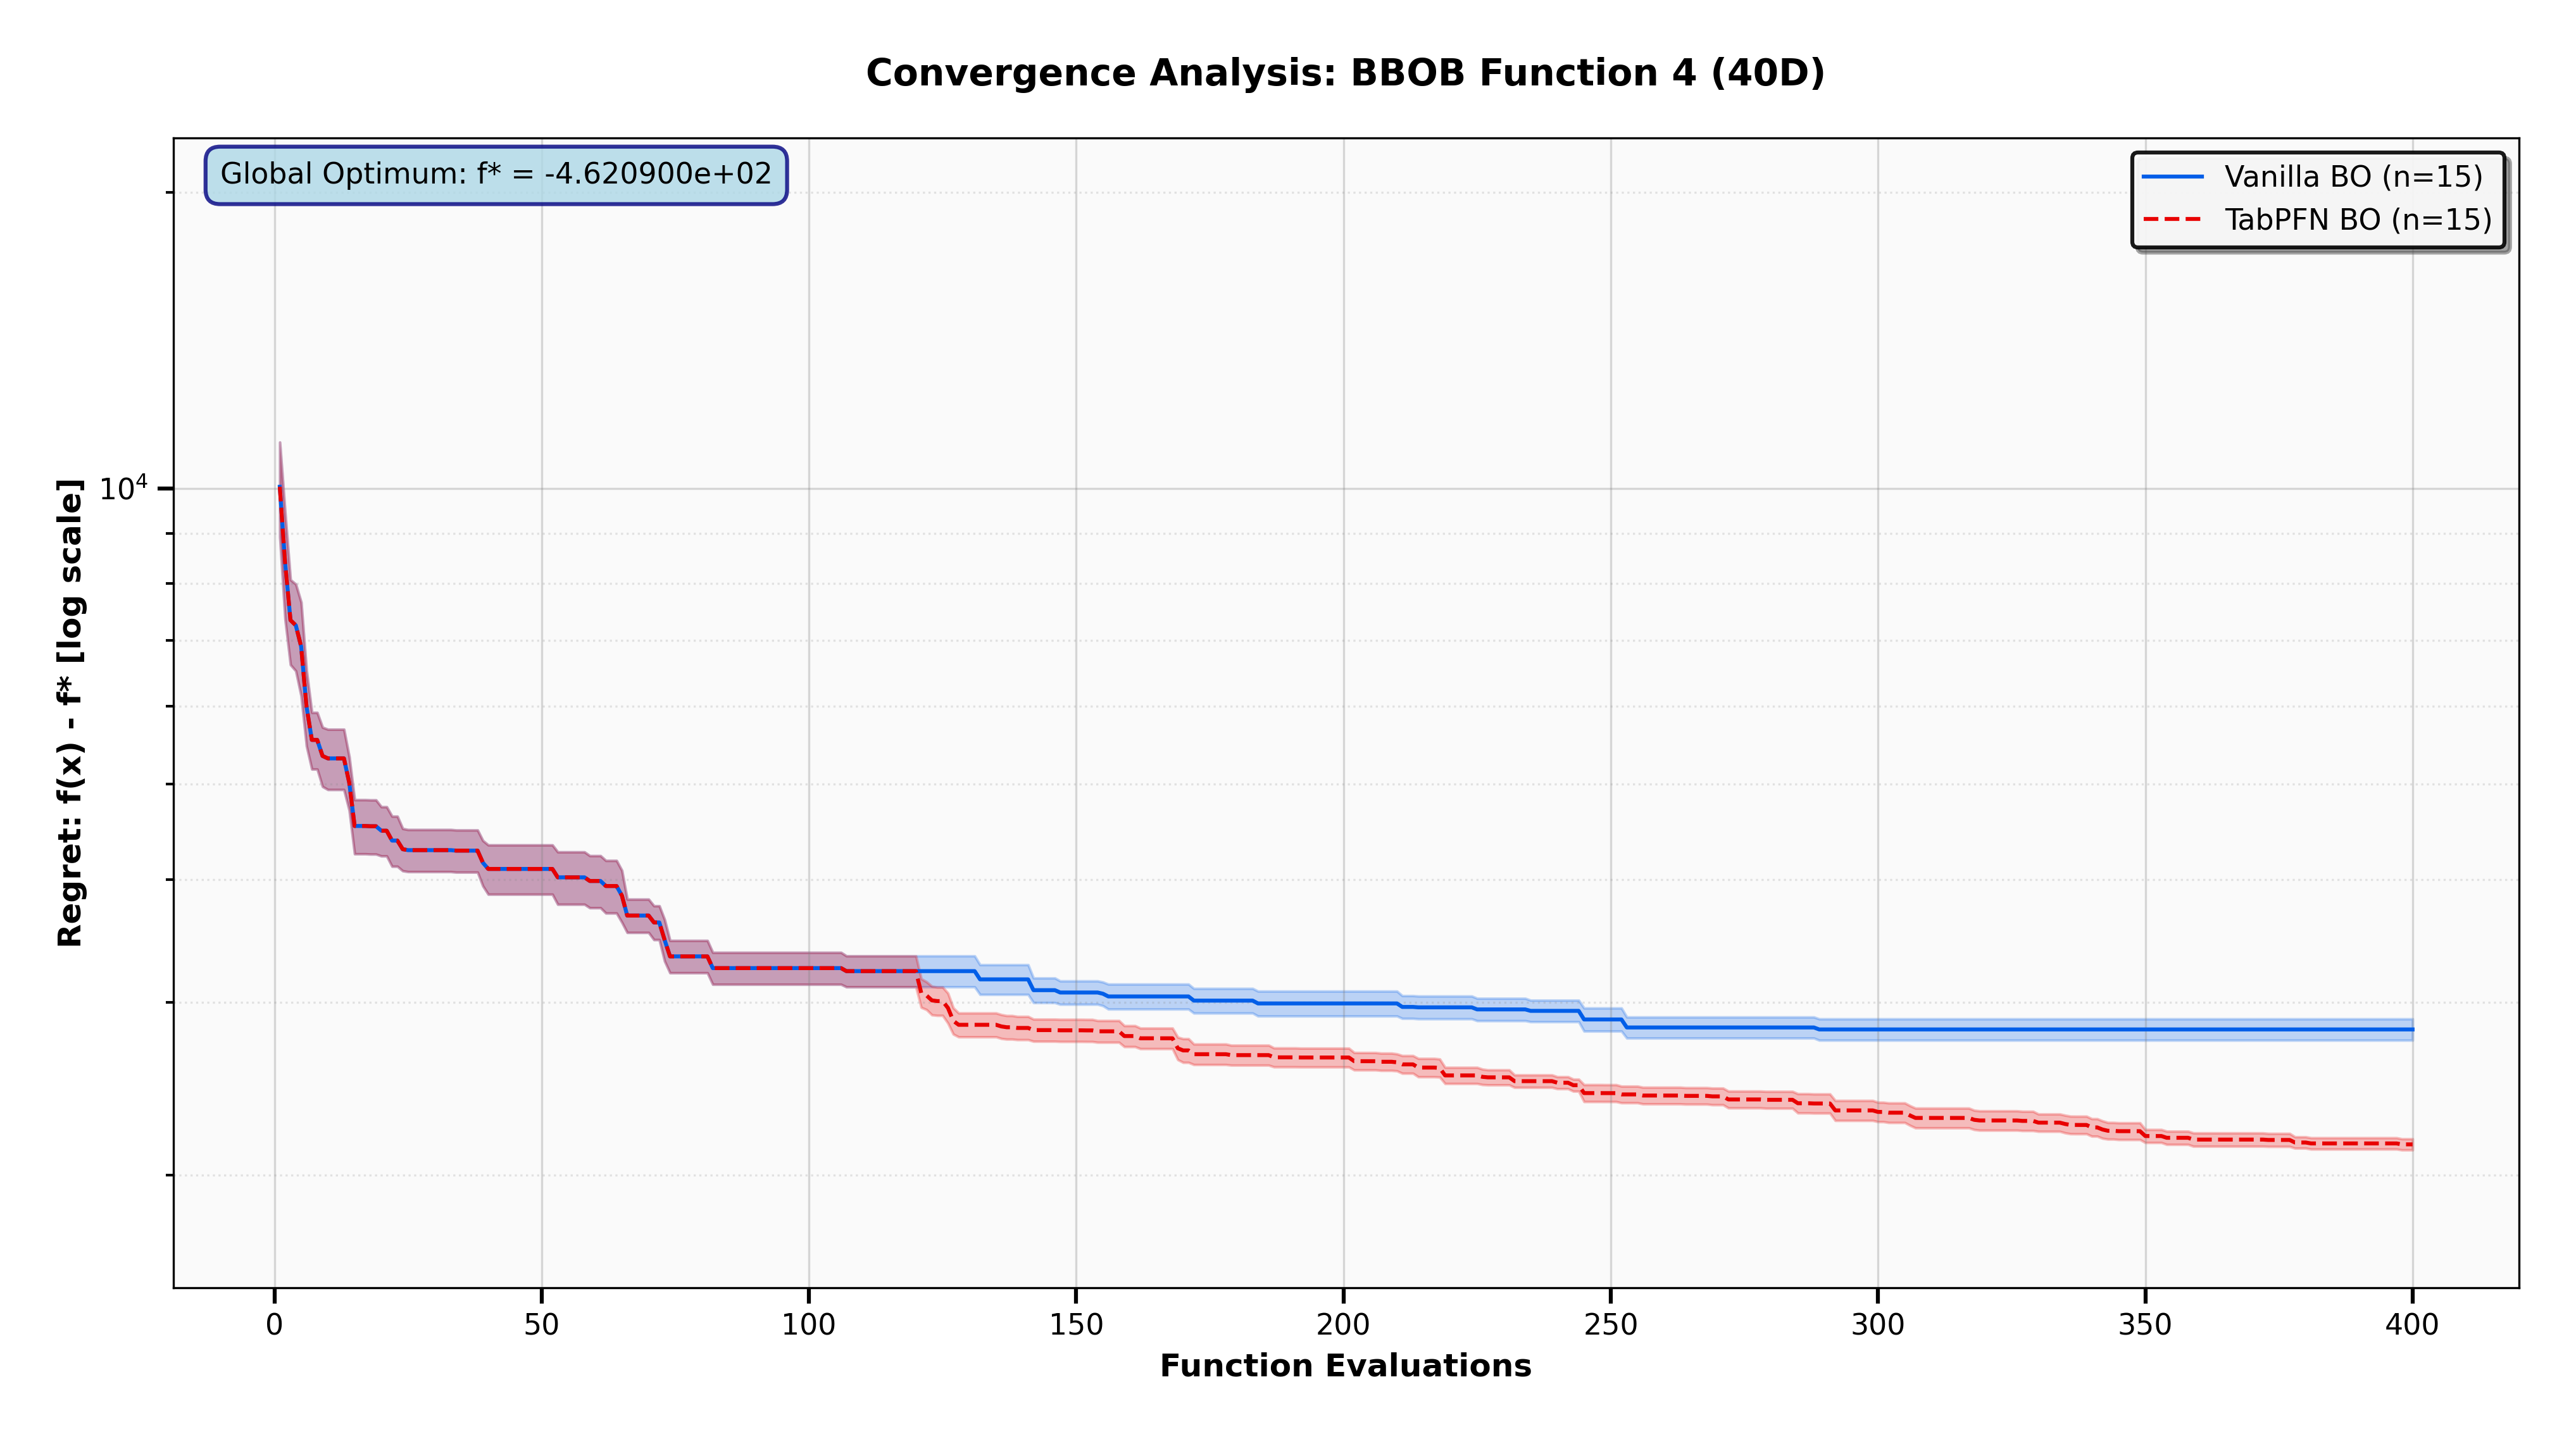 Convergence Analysis: BBOB Function 4 (40D)
Global Optimum: f* = -4.620900e+02
Vanilla BO (n=15)
TabPFN BO (n=15)
Regret: f(x) - f* [log scale]
10⁴
0 50 100 150 200 250 300 350 400
Function Evaluations